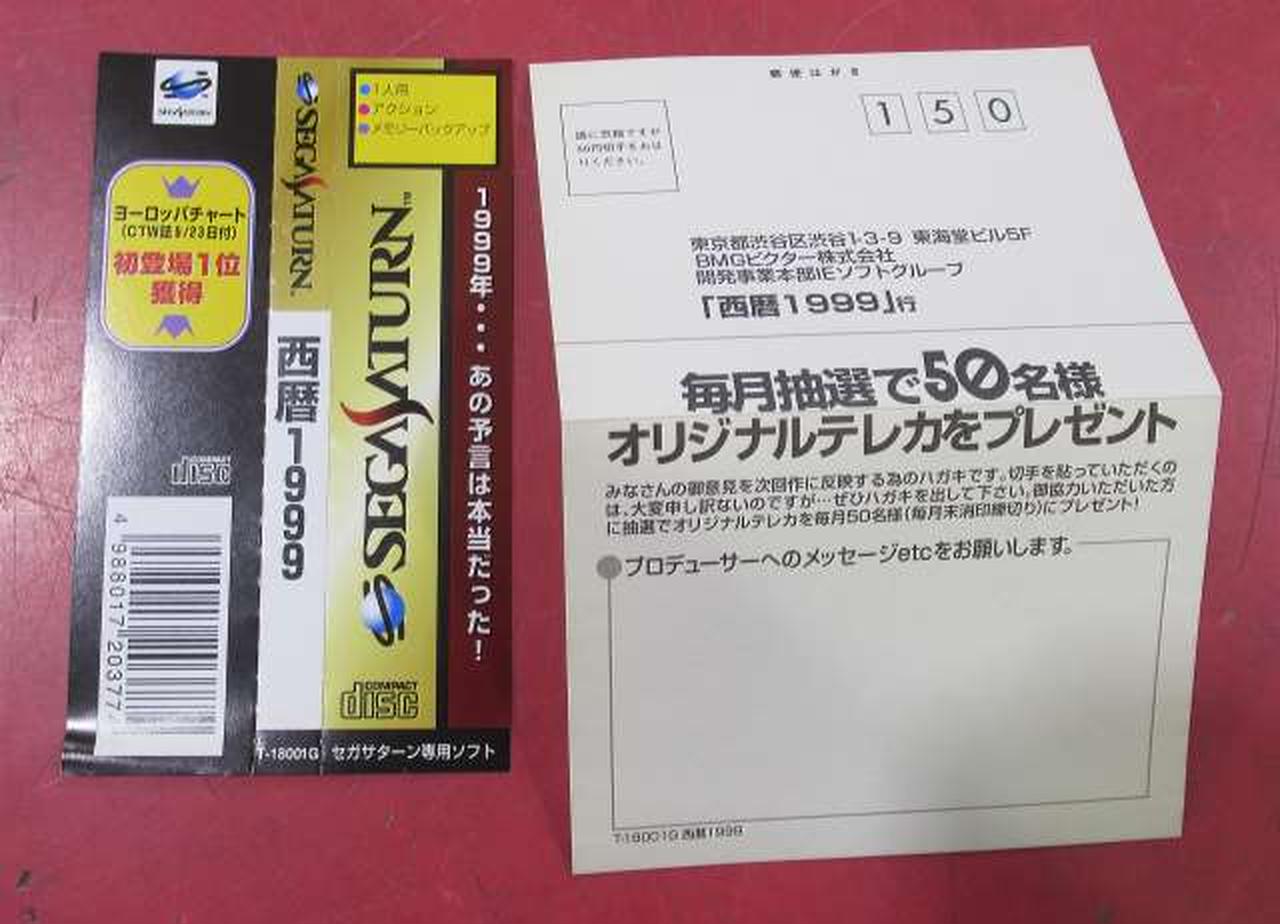 SEGA SATURN
ヨーロッパチャート
初登場1位
獲得
COMPACT
disc
4 988017 20377
SEGA SATURN™
西暦1999
T-18001G
1人用
アクション
メモリーバックアップ
SEGA SATURN™
COMPACT
disc
1999年・・・あの予言は本当だった!
セガサターン専用ソフト
郵便はがき
150
りください。
東京都渋谷区渋谷1-3-9 東海堂ビル5F
BMGビクター株式会社
開発事業本部IEソフトグループ
「西暦1999」行
毎月抽選で50名様
オリジナルテレカをプレゼント
みなさんの御意見を次回作に反映する為のハガキです。切手を貼っていただくの
は、大変申し訳ないのですが…ぜひハガキを出して下さい。御協力いただいた方
に抽選でオリジナルテレカを毎月50名様(毎月末消印締切り)にプレゼント!
プロデューサーへのメッセージetcをお願いします。
T-18001G 西暦1999